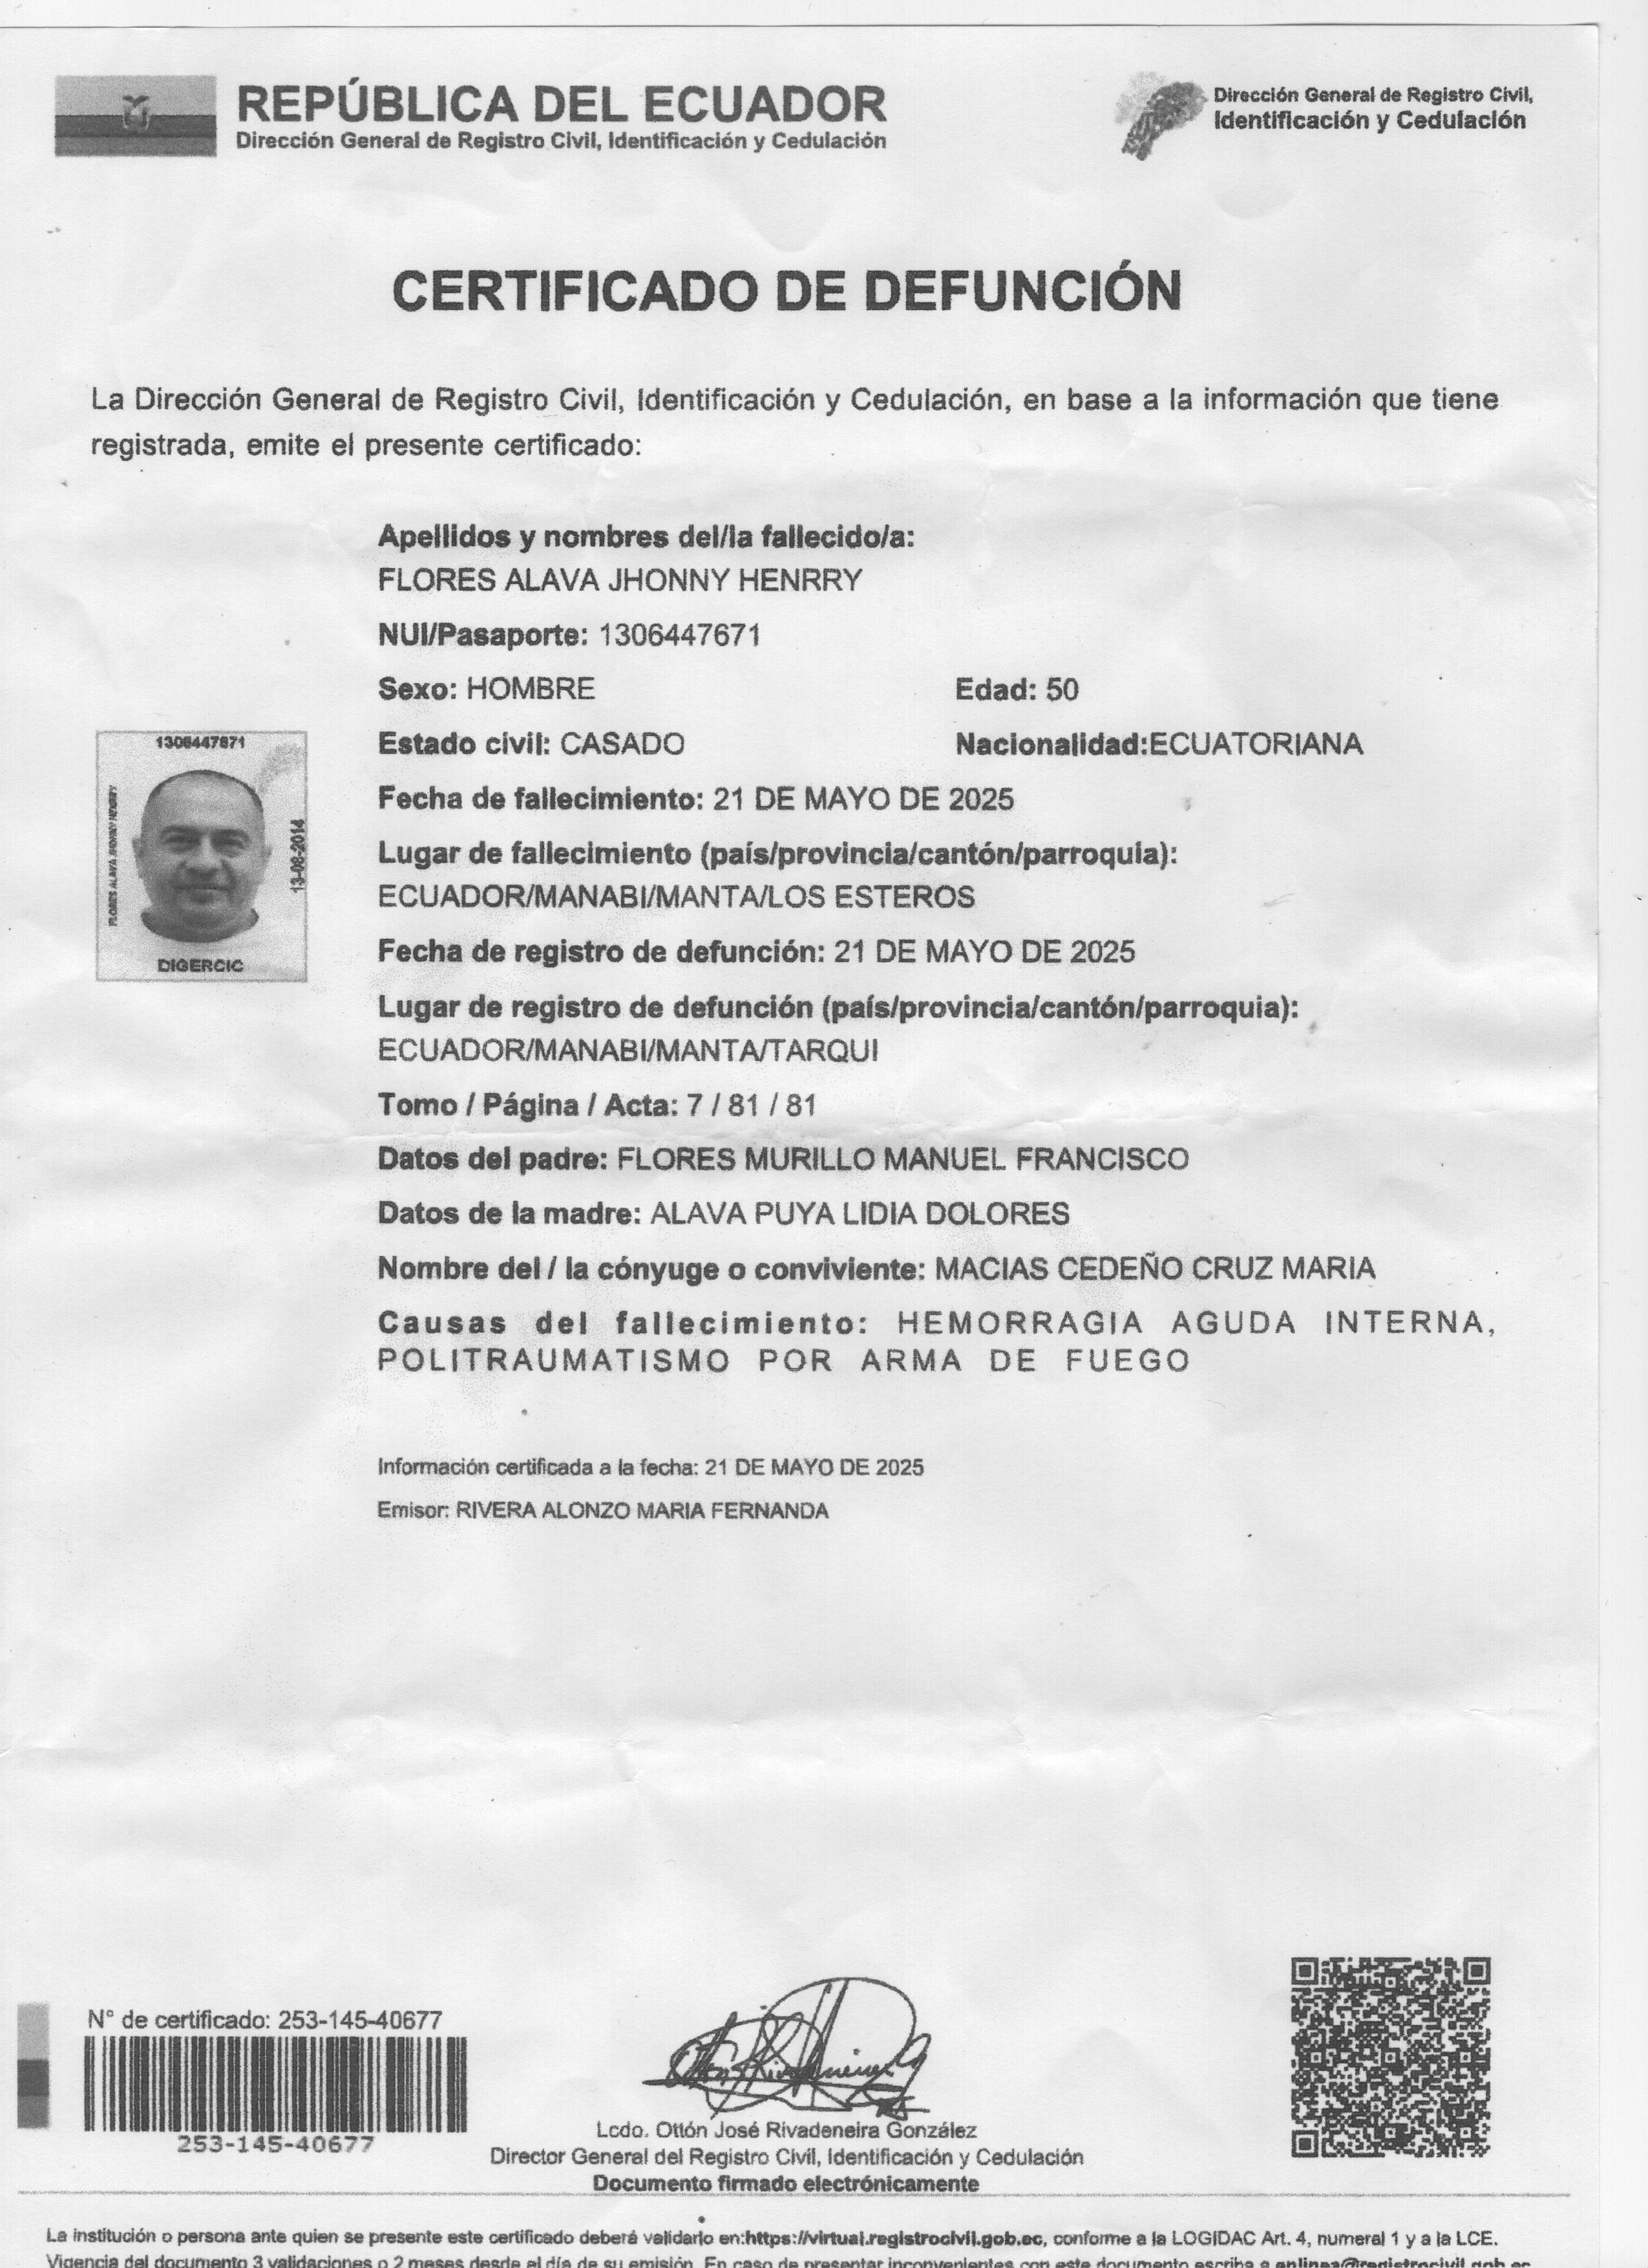 REPÚBLICA DEL ECUADOR
Dirección General de Registro Civil, Identificación y Cedulación
Dirección General de Registro Civil,
Identificación y Cedulación
CERTIFICADO DE DEFUNCIÓN
La Dirección General de Registro Civil, Identificación y Cedulación, en base a la información que tiene
registrada, emite el presente certificado:
Apellidos y nombres del/la fallecido/a:
FLORES ALAVA JHONNY HENRRY
NUI/Pasaporte: 1306447671
Sexo: HOMBRE Edad: 50
Estado civil: CASADO Nacionalidad:ECUATORIANA
Fecha de fallecimiento: 21 DE MAYO DE 2025
Lugar de fallecimiento (país/provincia/cantón/parroquia):
ECUADOR/MANABI/MANTA/LOS ESTEROS
Fecha de registro de defunción: 21 DE MAYO DE 2025
Lugar de registro de defunción (país/provincia/cantón/parroquia):
ECUADOR/MANABI/MANTA/TARQUI
Tomo / Página / Acta: 7 / 81 / 81
Datos del padre: FLORES MURILLO MANUEL FRANCISCO
Datos de la madre: ALAVA PUYA LIDIA DOLORES
Nombre del / la cónyuge o conviviente: MACIAS CEDEÑO CRUZ MARIA
Causas del fallecimiento: HEMORRAGIA AGUDA INTERNA,
POLITRAUMATISMO POR ARMA DE FUEGO
1306447671
FLORES ALAVA JHONNY HENRRY
13-08-2014
DIGERCIC
Información certificada a la fecha: 21 DE MAYO DE 2025
Emisor: RIVERA ALONZO MARIA FERNANDA
N° de certificado: 253-145-40677
253-145-40677
Lcdo. Ottón José Rivadeneira González
Director General del Registro Civil, Identificación y Cedulación
Documento firmado electrónicamente
La institución o persona ante quien se presente este certificado deberá validarlo en:https://virtual.registrocivil.gob.ec, conforme a la LOGIDAC Art. 4, numeral 1 y a la LCE.
Vigencia del documento 3 validaciones o 2 meses desde el día de su emisión. En caso de presentar inconvenientes con este documento escriba a enlinea@registrocivil.gob.ec